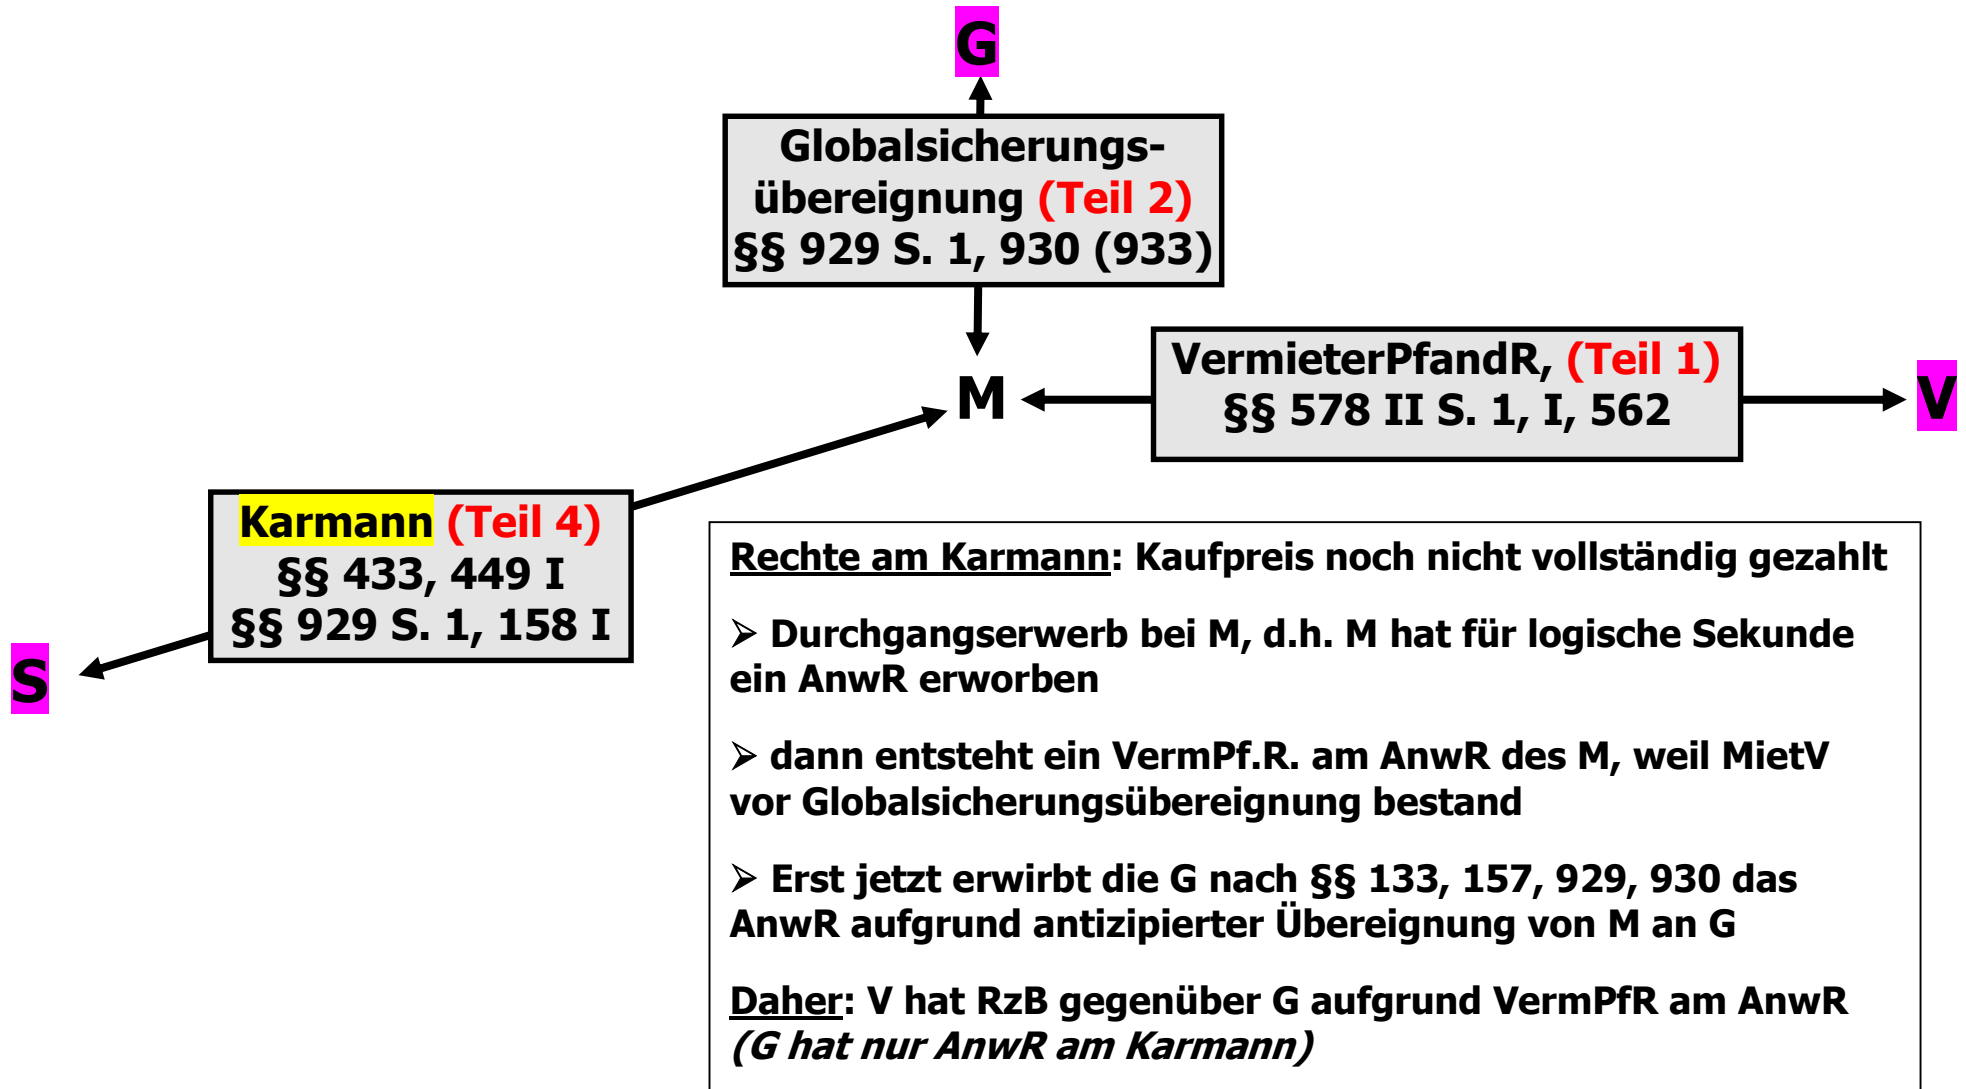 G
Globalsicherungs-
übereignung (Teil 2)
§§ 929 S. 1, 930 (933)
VermieterPfandR, (Teil 1)
§§ 578 II S. 1, I, 562
M
V
Karmann (Teil 4)
§§ 433, 449 I
§§ 929 S. 1, 158 I
S
Rechte am Karmann: Kaufpreis noch nicht vollständig gezahlt
➢ Durchgangserwerb bei M, d.h. M hat für logische Sekunde
ein AnwR erworben
➢ dann entsteht ein VermPf.R. am AnwR des M, weil MietV
vor Globalsicherungsübereignung bestand
➢ Erst jetzt erwirbt die G nach §§ 133, 157, 929, 930 das
AnwR aufgrund antizipierter Übereignung von M an G
Daher: V hat RzB gegenüber G aufgrund VermPfR am AnwR
(G hat nur AnwR am Karmann)